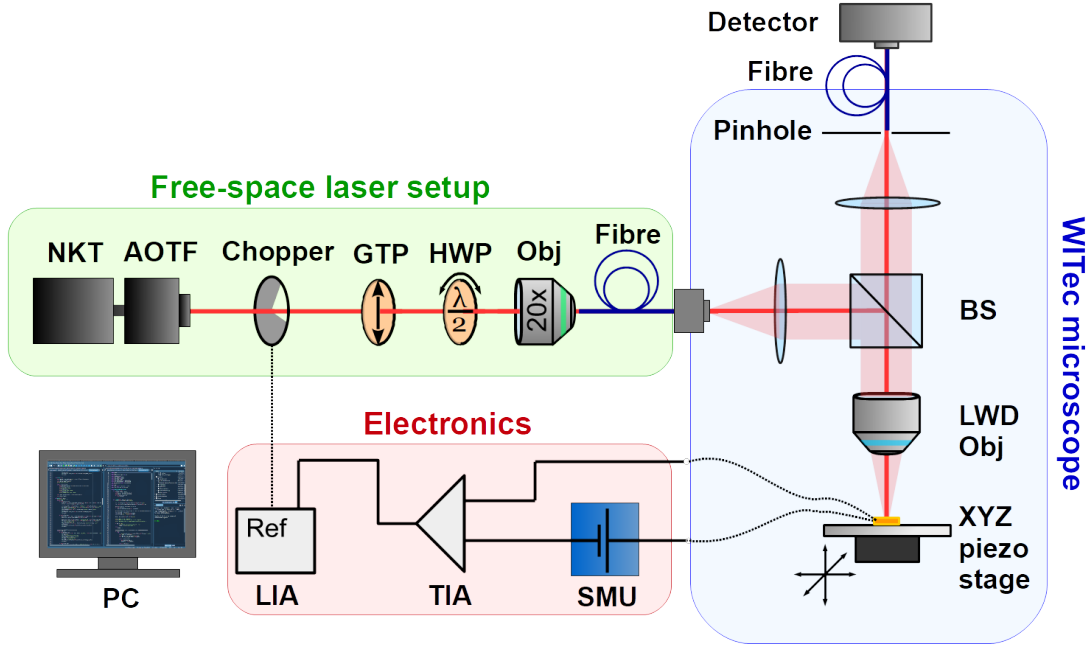 Detector
Fibre
Pinhole
Free-space laser setup
NKT
AOTF
Chopper
GTP
HWP
Obj
Fibre
λ
2
20x
BS
WITec microscope
LWD
Obj
Electronics
XYZ
piezo
stage
Ref
LIA
TIA
SMU
PC